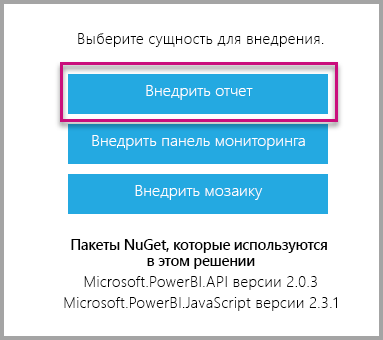 Выберите сущность для внедрения.
Внедрить отчет
Внедрить панель мониторинга
Внедрить мозаику
Пакеты NuGet, которые используются
в этом решении
Microsoft.PowerBI.API версии 2.0.3
Microsoft.PowerBI.JavaScript версии 2.3.1